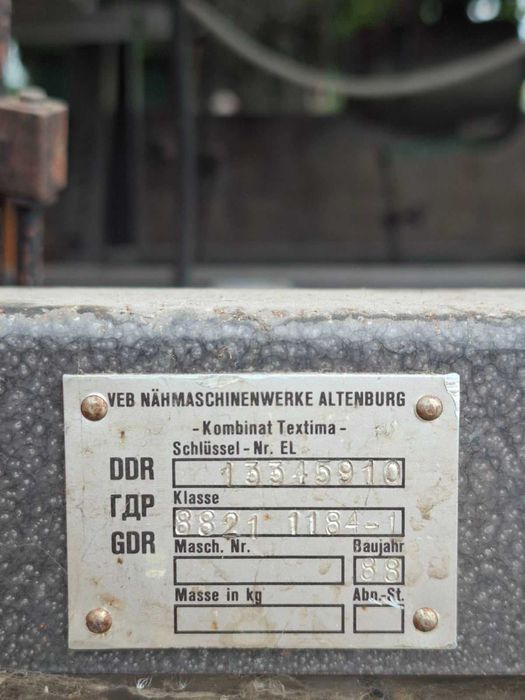 VEB NÄHMASCHINENWERKE ALTENBURG
- Kombinat Textima -
Schlüssel - Nr. EL
DDR 13345910
Klasse
ГДР 8821 1184-1
GDR Masch. Nr. Baujahr
88
Masse in kg Abn.-St.